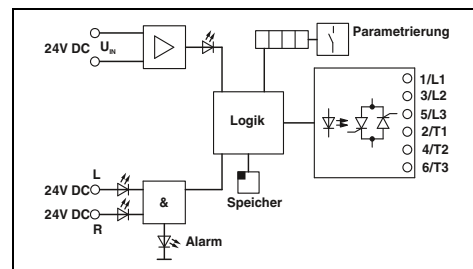 Parametrierung
24V DC U_IN
1/L1
3/L2
5/L3
2/T1
4/T2
6/T3
Logik
L
24V DC
24V DC
R
&
Speicher
Alarm